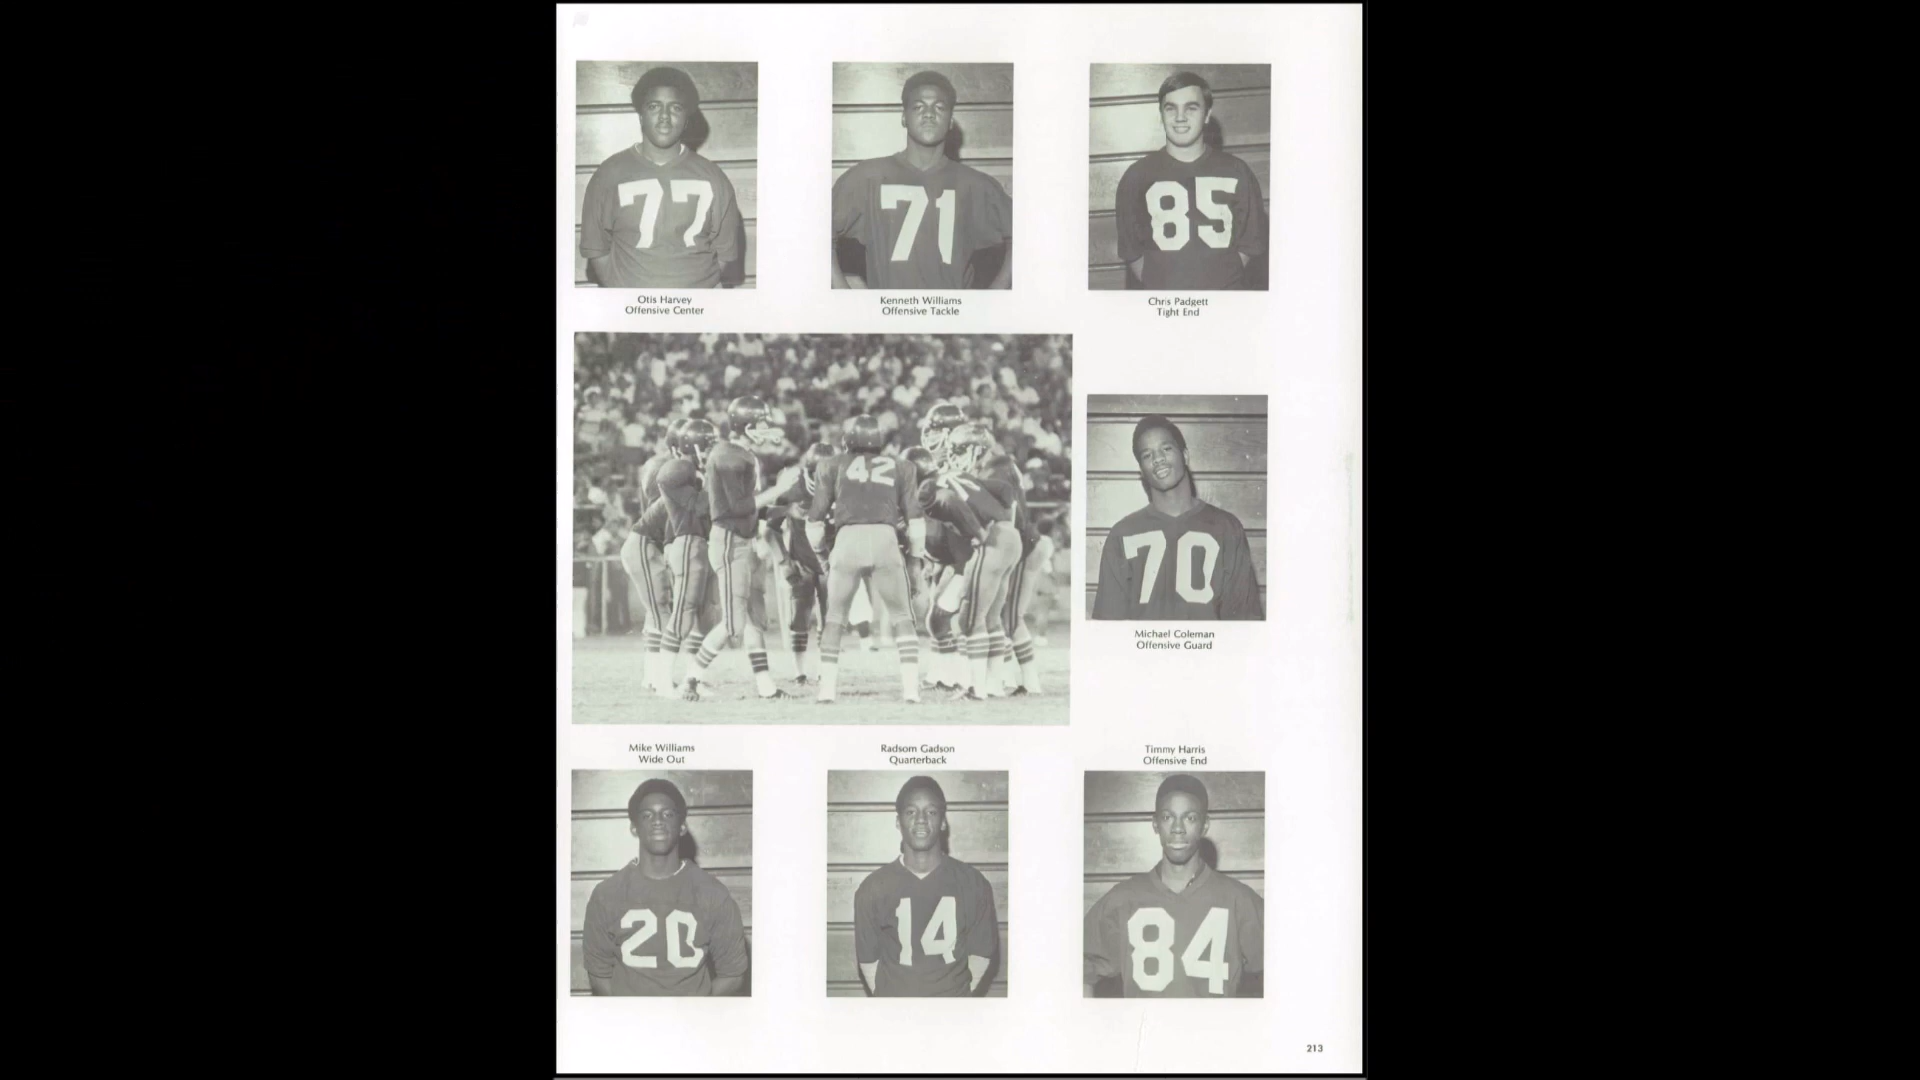 77
71
85
Otis Harvey
Offensive Center
Kenneth Williams
Offensive Tackle
Chris Padgett
Tight End
42
70
Michael Coleman
Offensive Guard
Mike Williams
Wide Out
Radsom Gadson
Quarterback
Timmy Harris
Offensive End
20
14
84
213